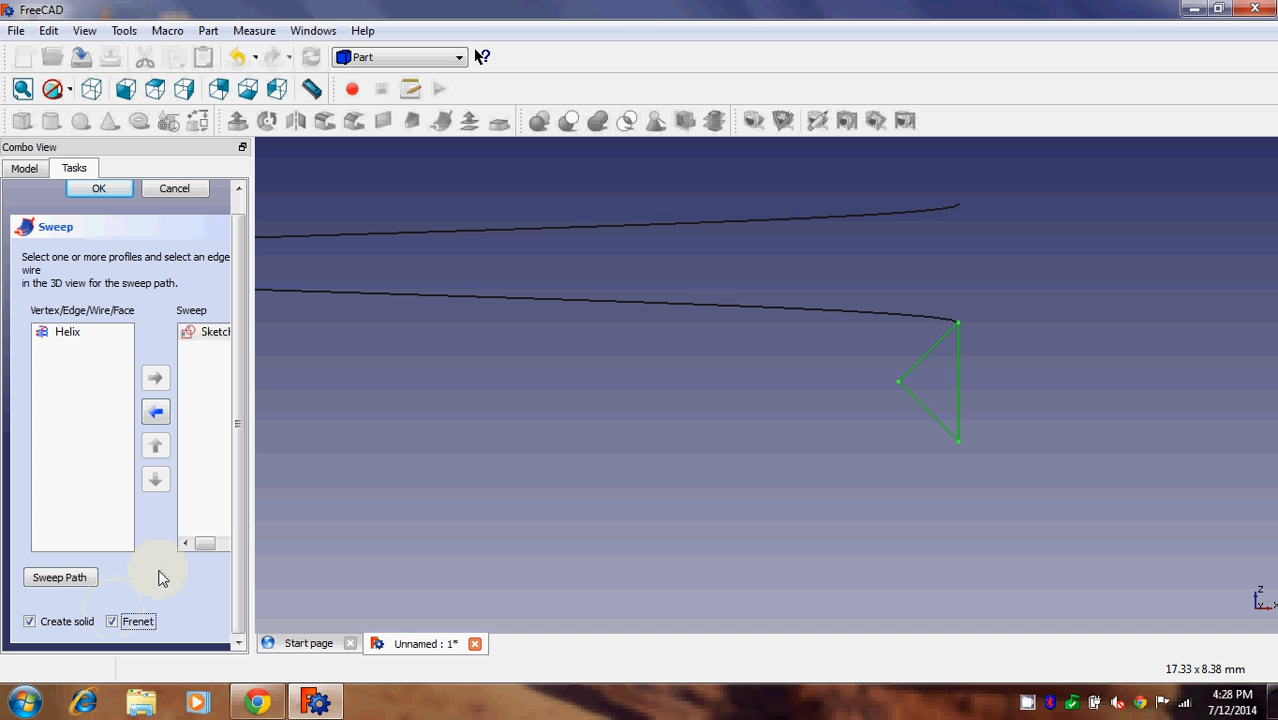 FreeCAD
File Edit View Tools Macro Part Measure Windows Help
Part
Combo View
Model Tasks
OK Cancel
Sweep
Select one or more profiles and select an edge
wire
in the 3D view for the sweep path.
Vertex/Edge/Wire/Face Sweep
Helix Sketch
Sweep Path
Create solid Frenet
Z
Y X
Start page Unnamed : 1*
17.33 x 8.38 mm
4:28 PM
7/12/2014